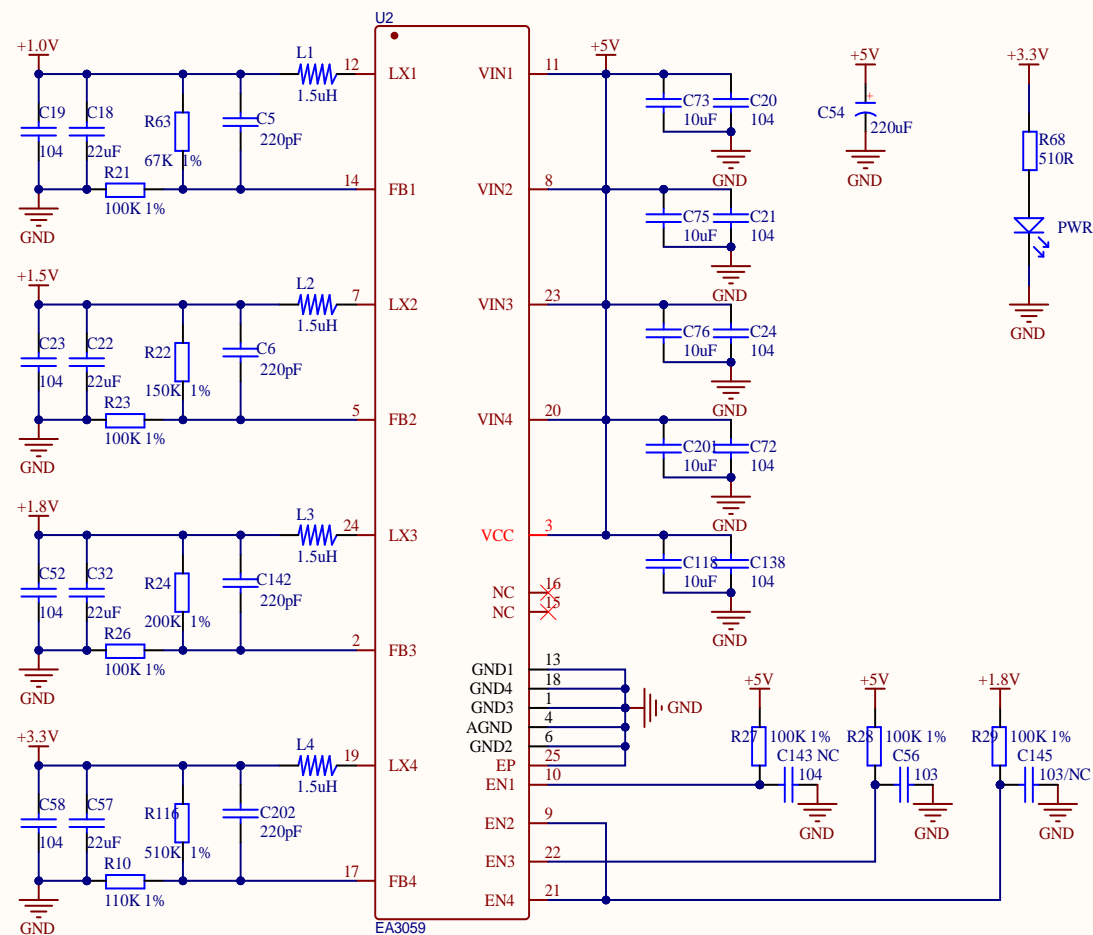 U2
+1.0V
L1
12 LX1
1.5uH
C19
C18
R63
C5
104
22uF
67K 1%
220pF
R21
100K 1%
14 FB1
GND
+1.5V
L2
7 LX2
1.5uH
C23
C22
R22
C6
104
22uF
150K 1%
220pF
R23
100K 1%
5 FB2
GND
+1.8V
L3
24 LX3
1.5uH
C52
C32
R24
C142
104
22uF
200K 1%
220pF
R26
100K 1%
2 FB3
GND
+3.3V
L4
19 LX4
1.5uH
C58
C57
R116
C202
104
22uF
510K 1%
220pF
R10
110K 1%
17 FB4
GND
EA3059
+5V
VIN1 11
C73
10uF
C20
104
GND
VIN2 8
C75
10uF
C21
104
GND
VIN3 23
C76
10uF
C24
104
GND
VIN4 20
C201
10uF
C72
104
GND
VCC 3
C118
10uF
C138
104
GND
NC 16
NC 15
GND1 13
GND4 18
GND3 1
GND
AGND 4
GND2 6
EP 25
EN1 10
EN2 9
EN3 22
EN4 21
+5V
C54
220uF
GND
+3.3V
R68
510R
PWR
GND
+5V
R27
100K 1%
C143 NC
104
GND
+5V
R28
100K 1%
C56
103
GND
+1.8V
R29
100K 1%
C145
103/NC
GND